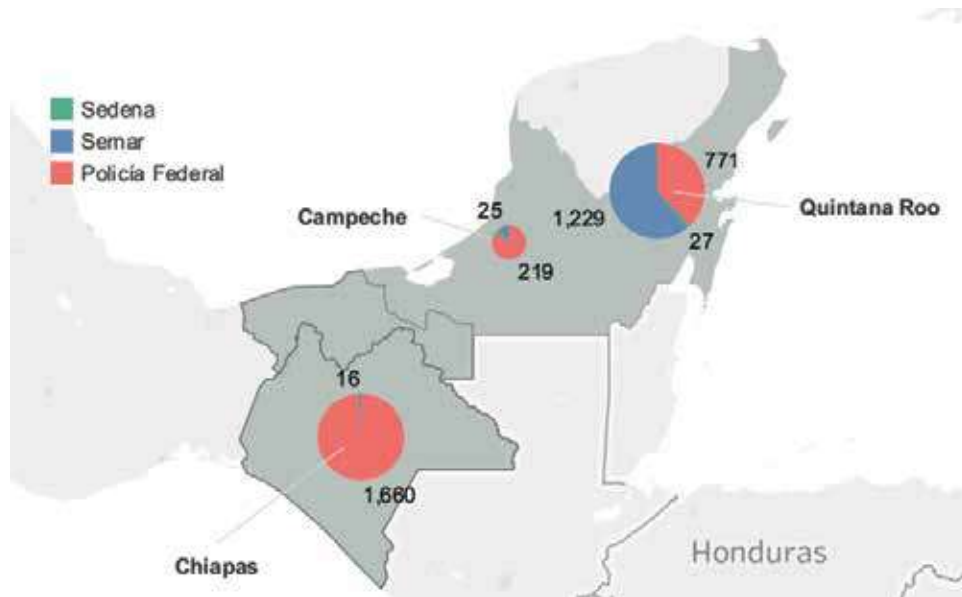 Sedena
Semar
Policía Federal
771
Quintana Roo
1,229
27
25
Campeche
219
16
1,660
Chiapas
Honduras